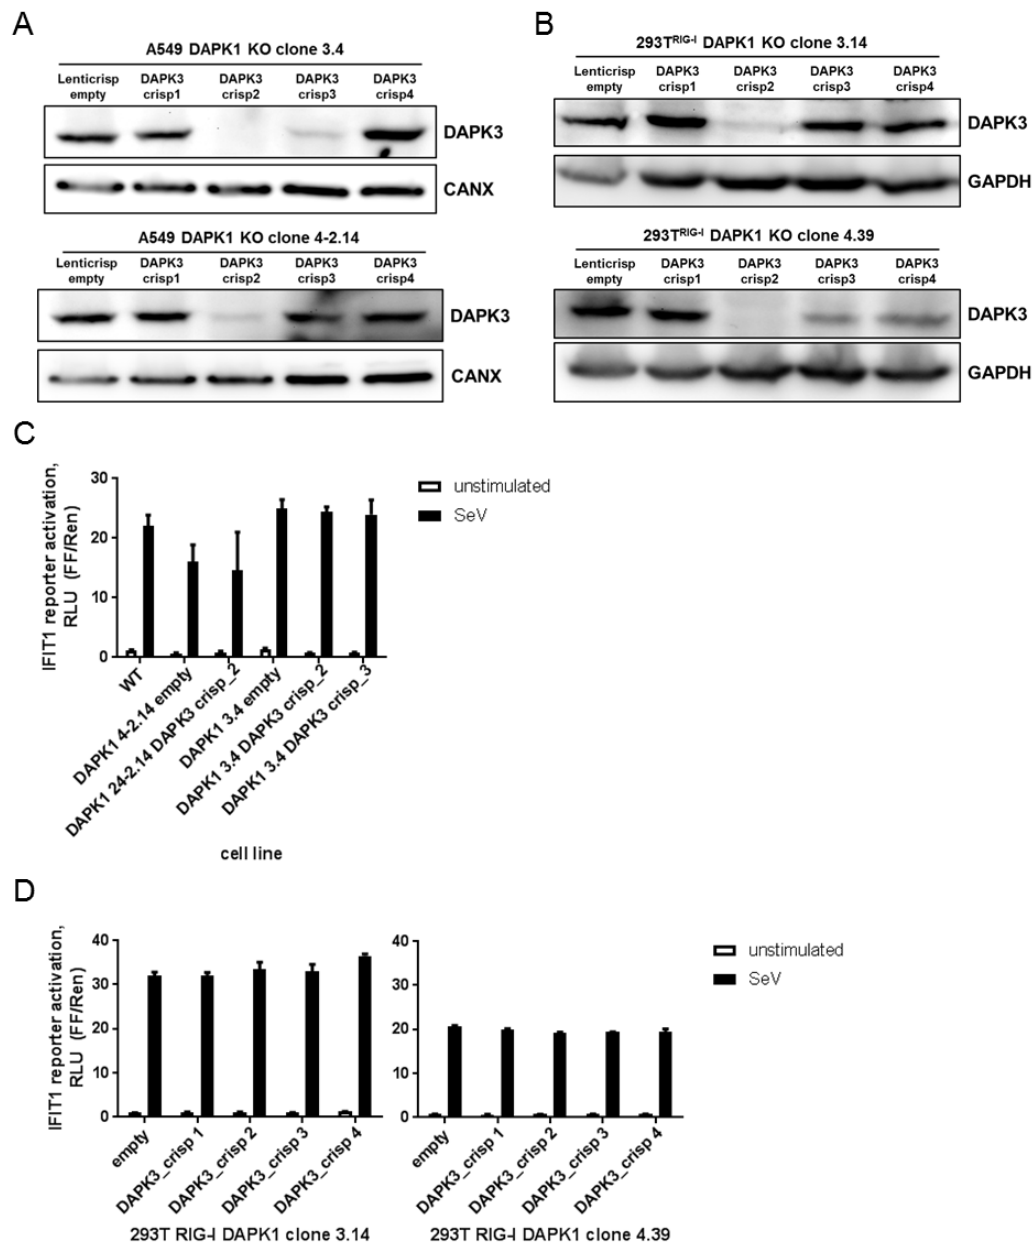 A
A549 DAPK1 KO clone 3.4
Lenticrisp empty
DAPK3 crisp1
DAPK3 crisp2
DAPK3 crisp3
DAPK3 crisp4
DAPK3
CANX
A549 DAPK1 KO clone 4-2.14
Lenticrisp empty
DAPK3 crisp1
DAPK3 crisp2
DAPK3 crisp3
DAPK3 crisp4
DAPK3
CANX
B
293TRIG-I DAPK1 KO clone 3.14
Lenticrisp empty
DAPK3 crisp1
DAPK3 crisp2
DAPK3 crisp3
DAPK3 crisp4
DAPK3
GAPDH
293TRIG-I DAPK1 KO clone 4.39
Lenticrisp empty
DAPK3 crisp1
DAPK3 crisp2
DAPK3 crisp3
DAPK3 crisp4
DAPK3
GAPDH
C
IFIT1 reporter activation,
RLU (FF/Ren)
30
20
10
0
WT
DAPK1 4-2.14 empty
DAPK1 24-2.14 DAPK3 crisp_2
DAPK1 3.4 empty
DAPK1 3.4 DAPK3 crisp_2
DAPK1 3.4 DAPK3 crisp_3
cell line
unstimulated
SeV
D
IFIT1 reporter activation,
RLU (FF/Ren)
40
30
20
10
0
empty
DAPK3_crisp 1
DAPK3_crisp 2
DAPK3_crisp 3
DAPK3_crisp 4
293T RIG-I DAPK1 clone 3.14
40
30
20
10
0
empty
DAPK3_crisp 1
DAPK3_crisp 2
DAPK3_crisp 3
DAPK3_crisp 4
293T RIG-I DAPK1 clone 4.39
unstimulated
SeV